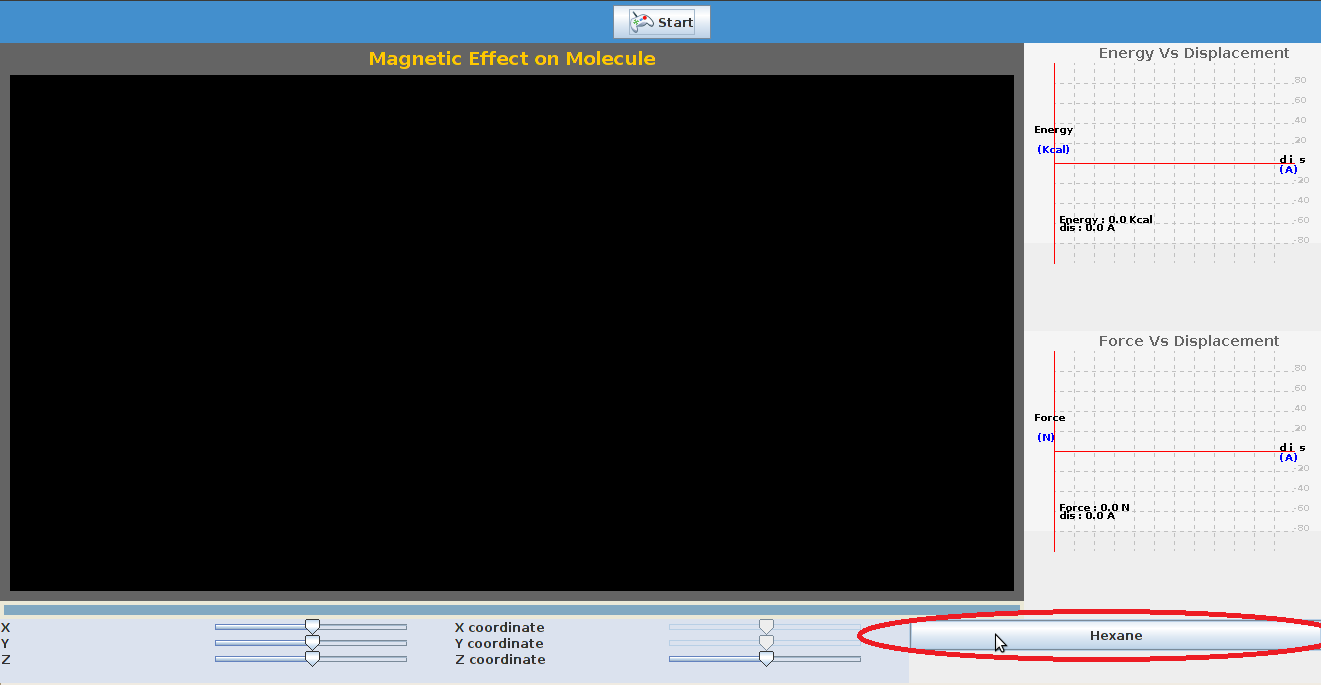 Start
Magnetic Effect on Molecule
Energy Vs Displacement
80
60
40
20
Energy
(Kcal)
d i s
(A)
-20
-40
-60
-80
Energy : 0.0 Kcal
dis : 0.0 A
Force Vs Displacement
80
60
40
20
Force
(N)
d i s
(A)
-20
-40
-60
-80
Force : 0.0 N
dis : 0.0 A
X
Y
Z
X coordinate
Y coordinate
Z coordinate
Hexane